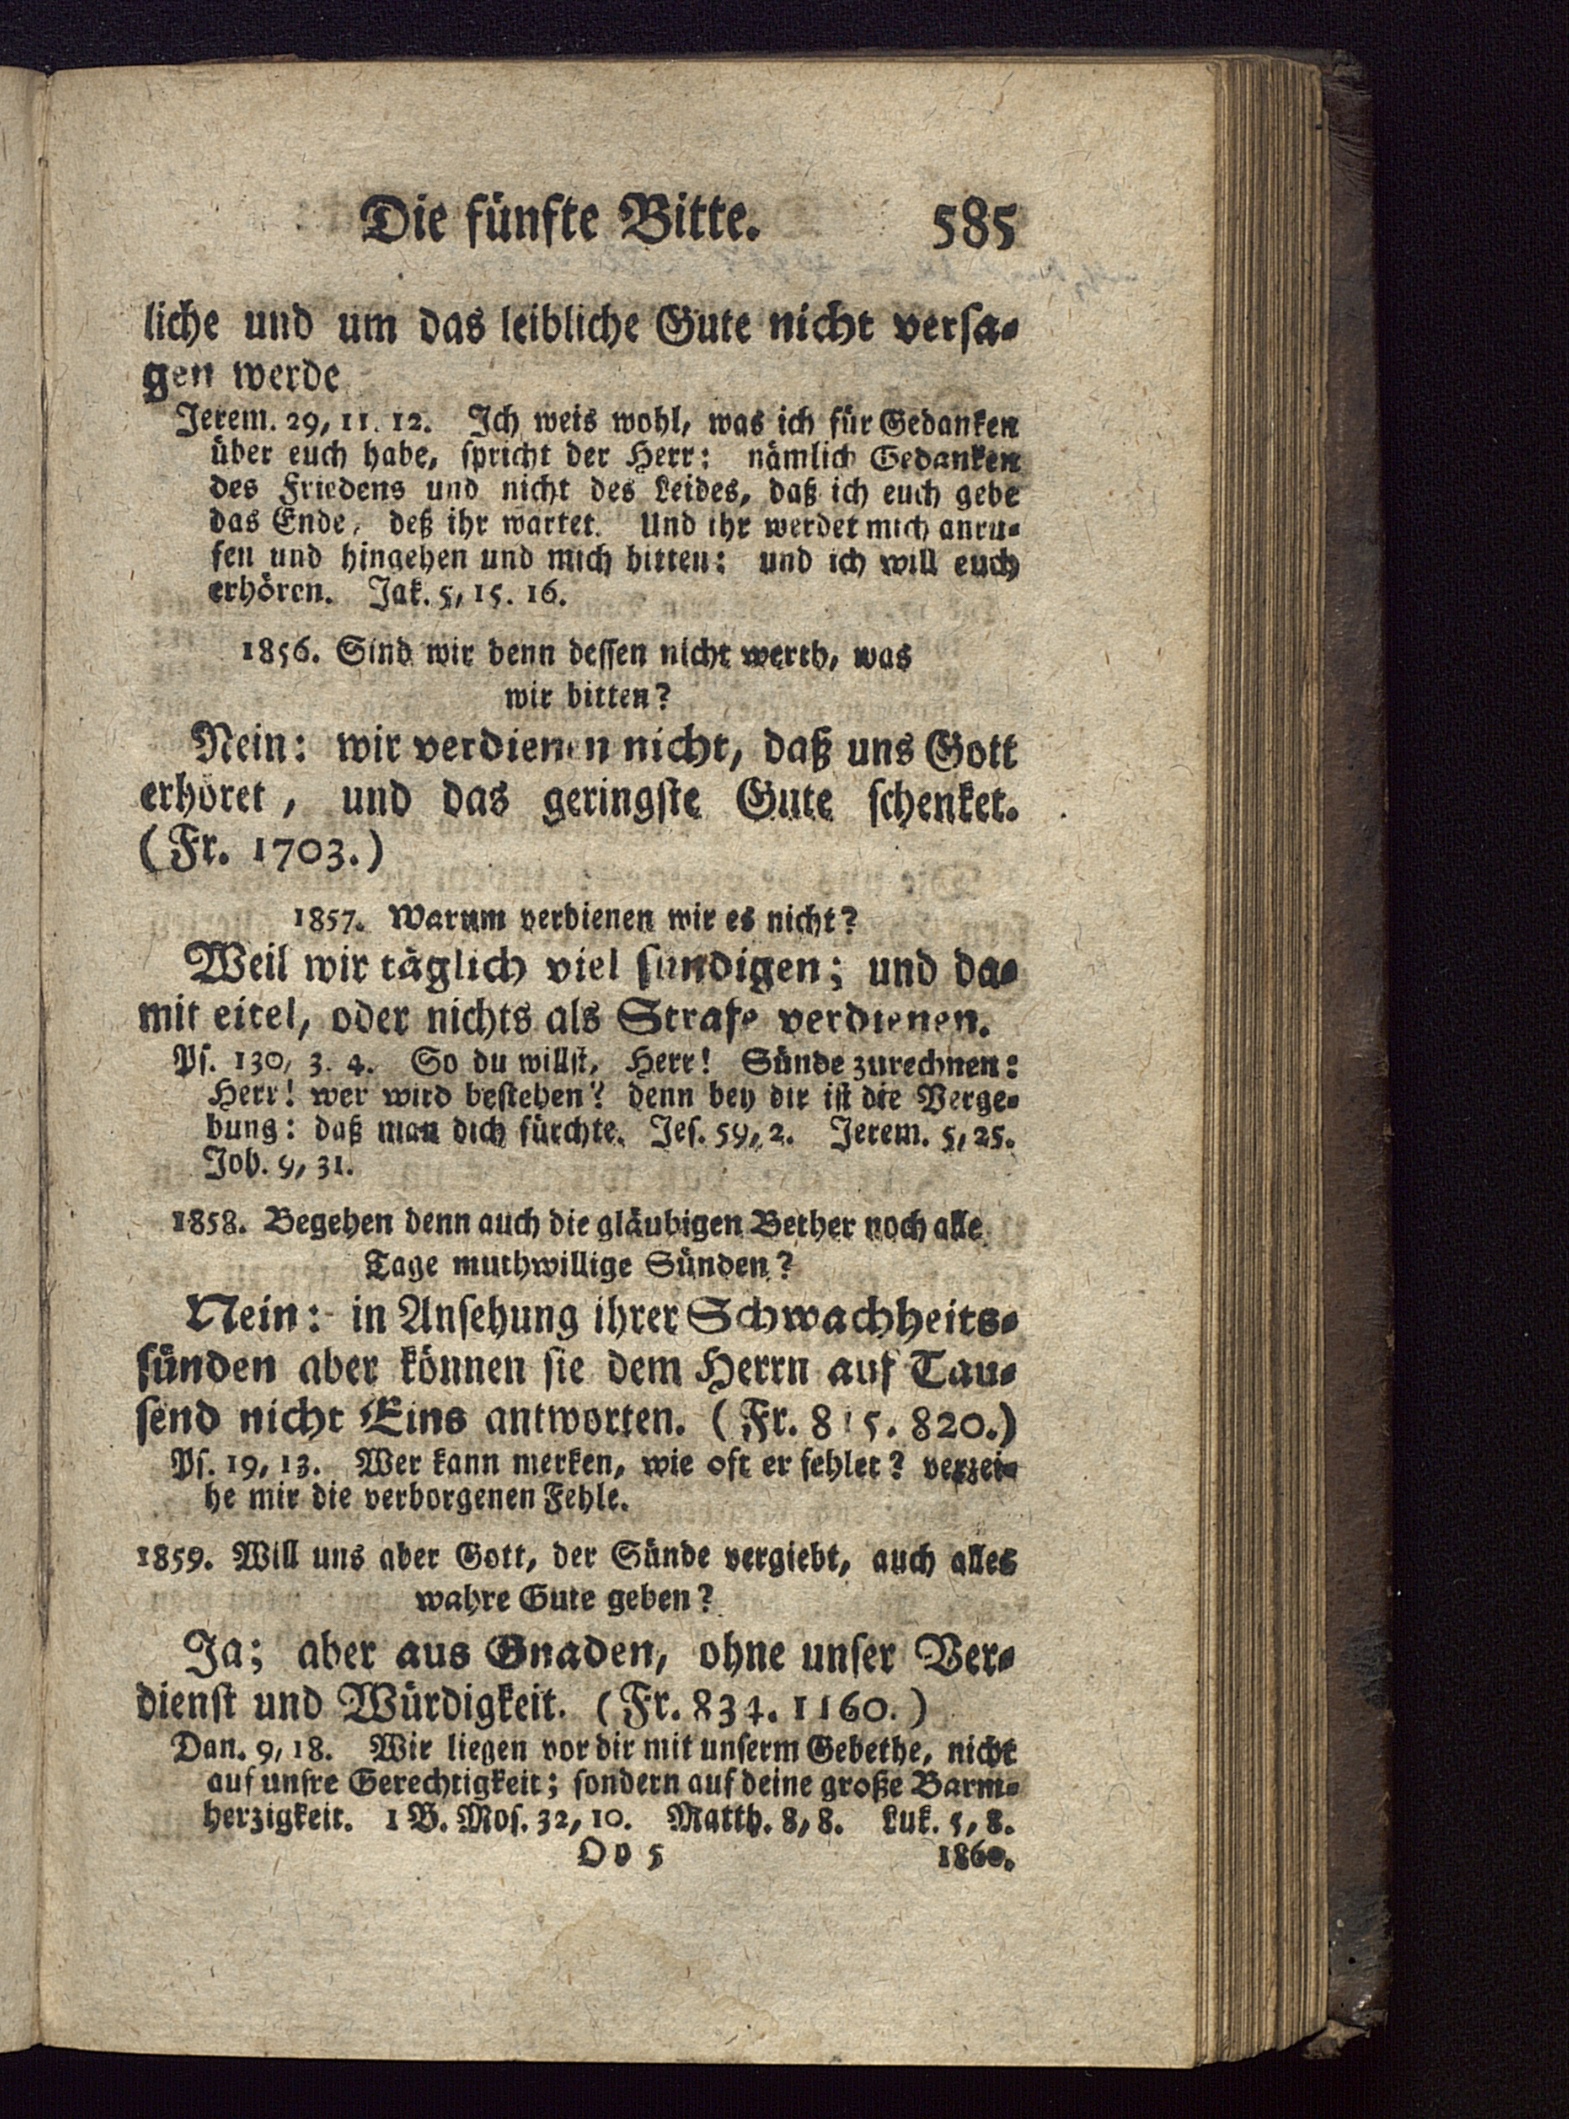 Die fünfte Bitte. 585
liche und um das leibliche Gute nicht versa-
gen werde
Jerem. 29, 11. 12. Ich weis wohl, was ich für Gedanken
über euch habe, spricht der Herr: nämlich Gedanken
des Friedens und nicht des Leides, daß ich euch gebe
das Ende, deß ihr wartet. Und ihr werdet mich anru-
fen und hingehen und mich bitten: und ich will euch
erhören. Jak. 5, 15. 16.
1856. Sind wir denn dessen nicht werth, was
wir bitten?
Nein: wir verdienen nicht, daß uns Gott
erhöret, und das geringste Gute schenket.
(Fr. 1703.)
1857. Warum verdienen wir es nicht?
Weil wir täglich viel sündigen; und da-
mit eitel, oder nichts als Strafe verdienen.
Ps. 130, 3. 4. So du willst, Herr! Sünde zurechnen:
Herr! wer wird bestehen? denn bey dir ist die Verge-
bung: daß man dich fürchte. Jes. 59, 2. Jerem. 5, 25.
Job. 9, 31.
1858. Begehen denn auch die gläubigen Bether noch alle
Tage muthwillige Sünden?
Nein: in Ansehung ihrer Schwachheits-
sünden aber können sie dem Herrn auf Tau-
send nicht Eins antworten. (Fr. 815. 820.)
Ps. 19, 13. Wer kann merken, wie oft er fehlet? verzei-
he mir die verborgenen Fehle.
1859. Will uns aber Gott, der Sünde vergiebt, auch alles
wahre Gute geben?
Ja; aber aus Gnaden, ohne unser Ver-
dienst und Würdigkeit. (Fr. 834. 1160.)
Dan. 9, 18. Wir liegen vor dir mit unserm Gebethe, nicht
auf unsre Gerechtigkeit; sondern auf deine große Barm-
herzigkeit. 1 B. Mos. 32, 10. Matth. 8, 8. Luk. 5, 8.
Oo 5 1860.